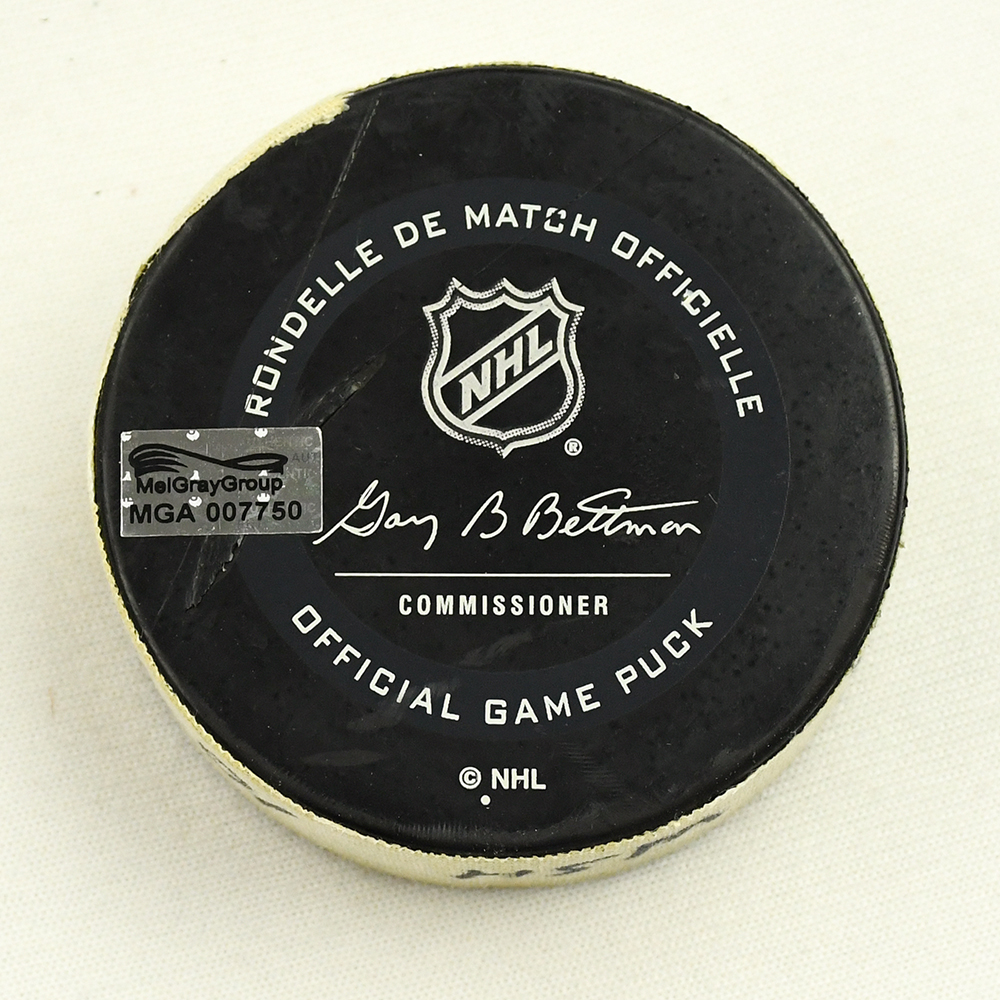 RONDELLE DE MATCH OFFICIELLE
NHL
®
MeiGrayGroup
MGA 007750
Gary B Bettman
COMMISSIONER
OFFICIAL GAME PUCK
© NHL